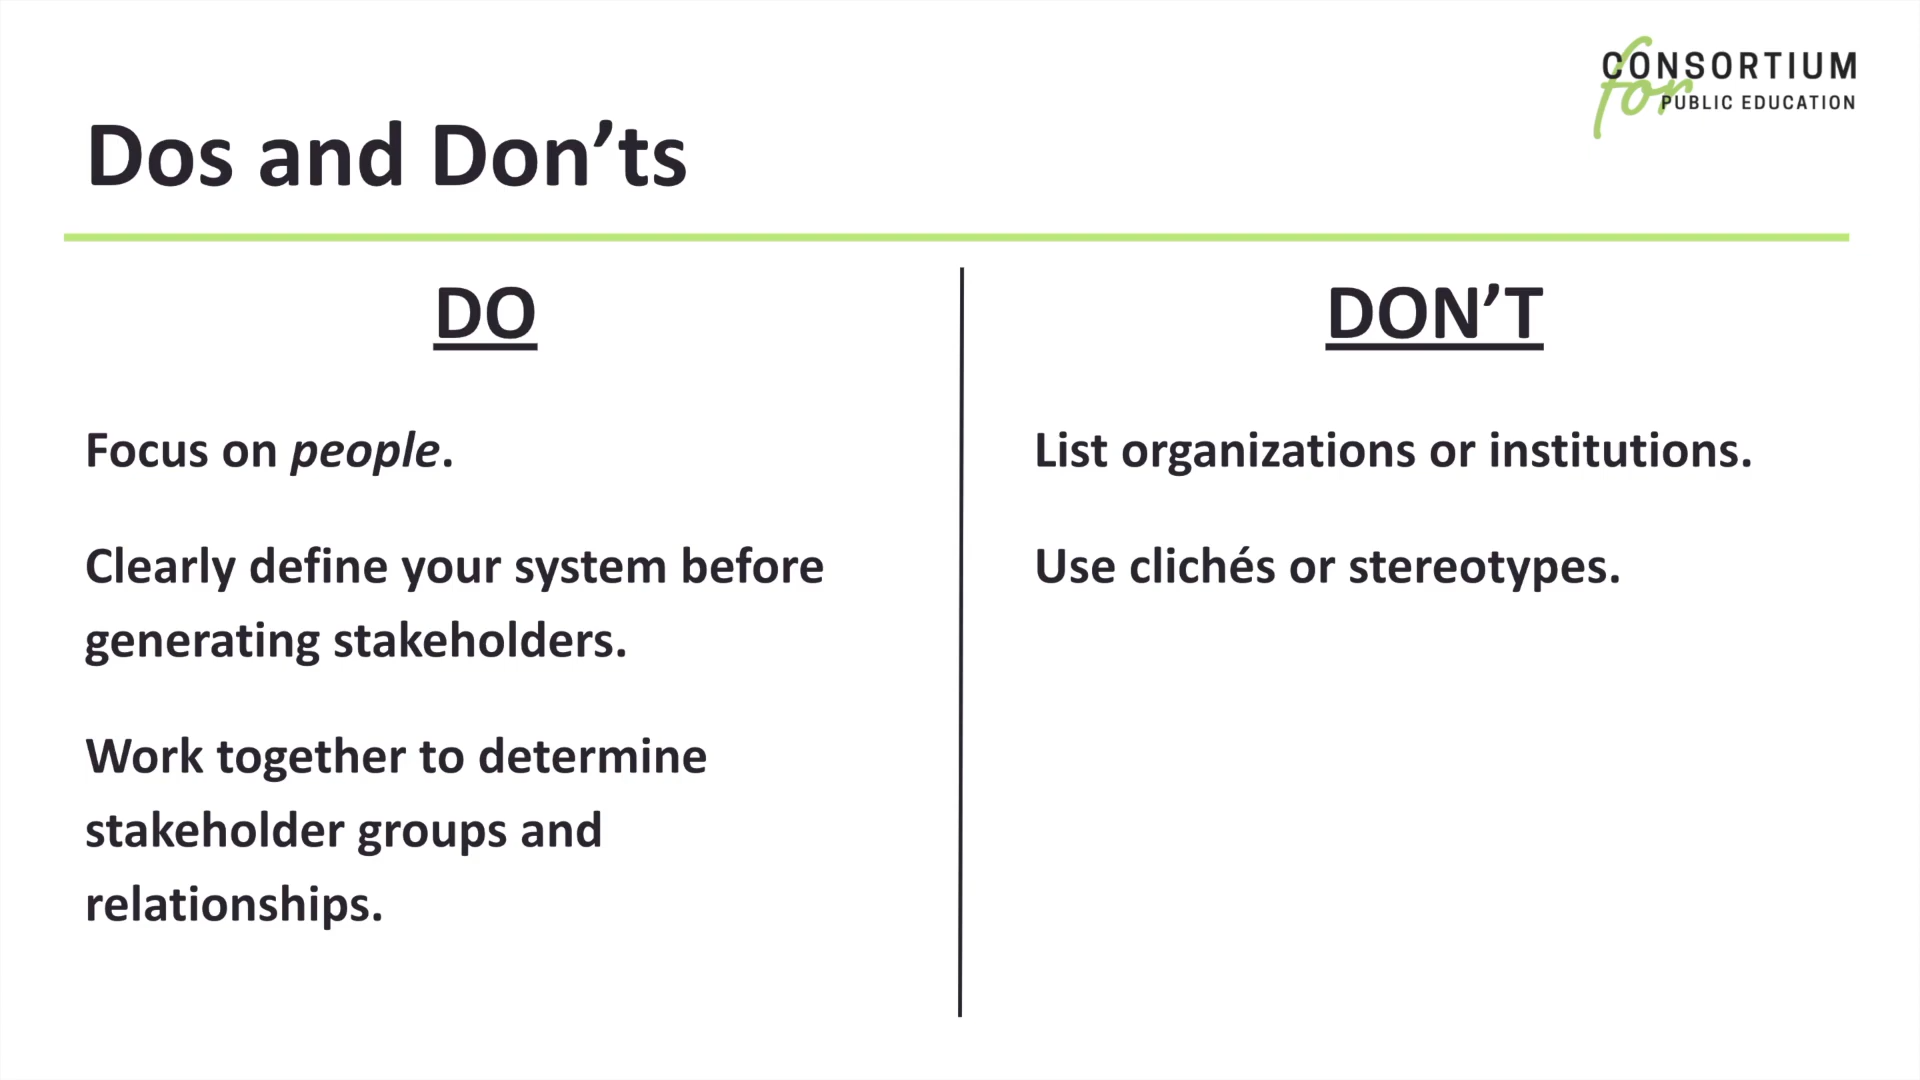 CONSORTIUM
for
PUBLIC EDUCATION
Dos and Don’ts
DO
Focus on people.
Clearly define your system before
generating stakeholders.
Work together to determine
stakeholder groups and
relationships.
DON’T
List organizations or institutions.
Use clichés or stereotypes.